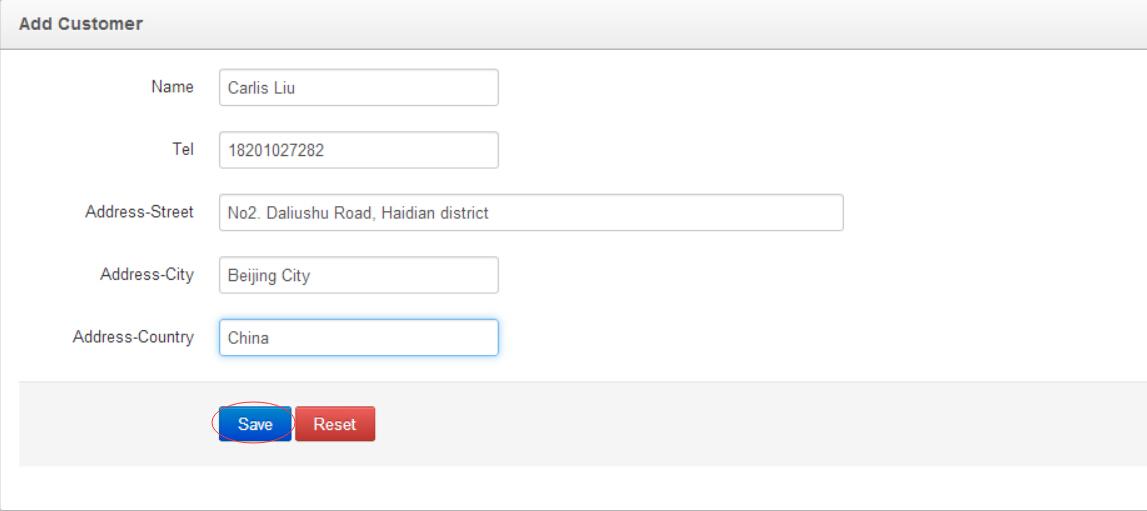 Add Customer
Name Carlis Liu
Tel 18201027282
Address-Street No2. Daliushu Road, Haidian district
Address-City Beijing City
Address-Country China
Save Reset